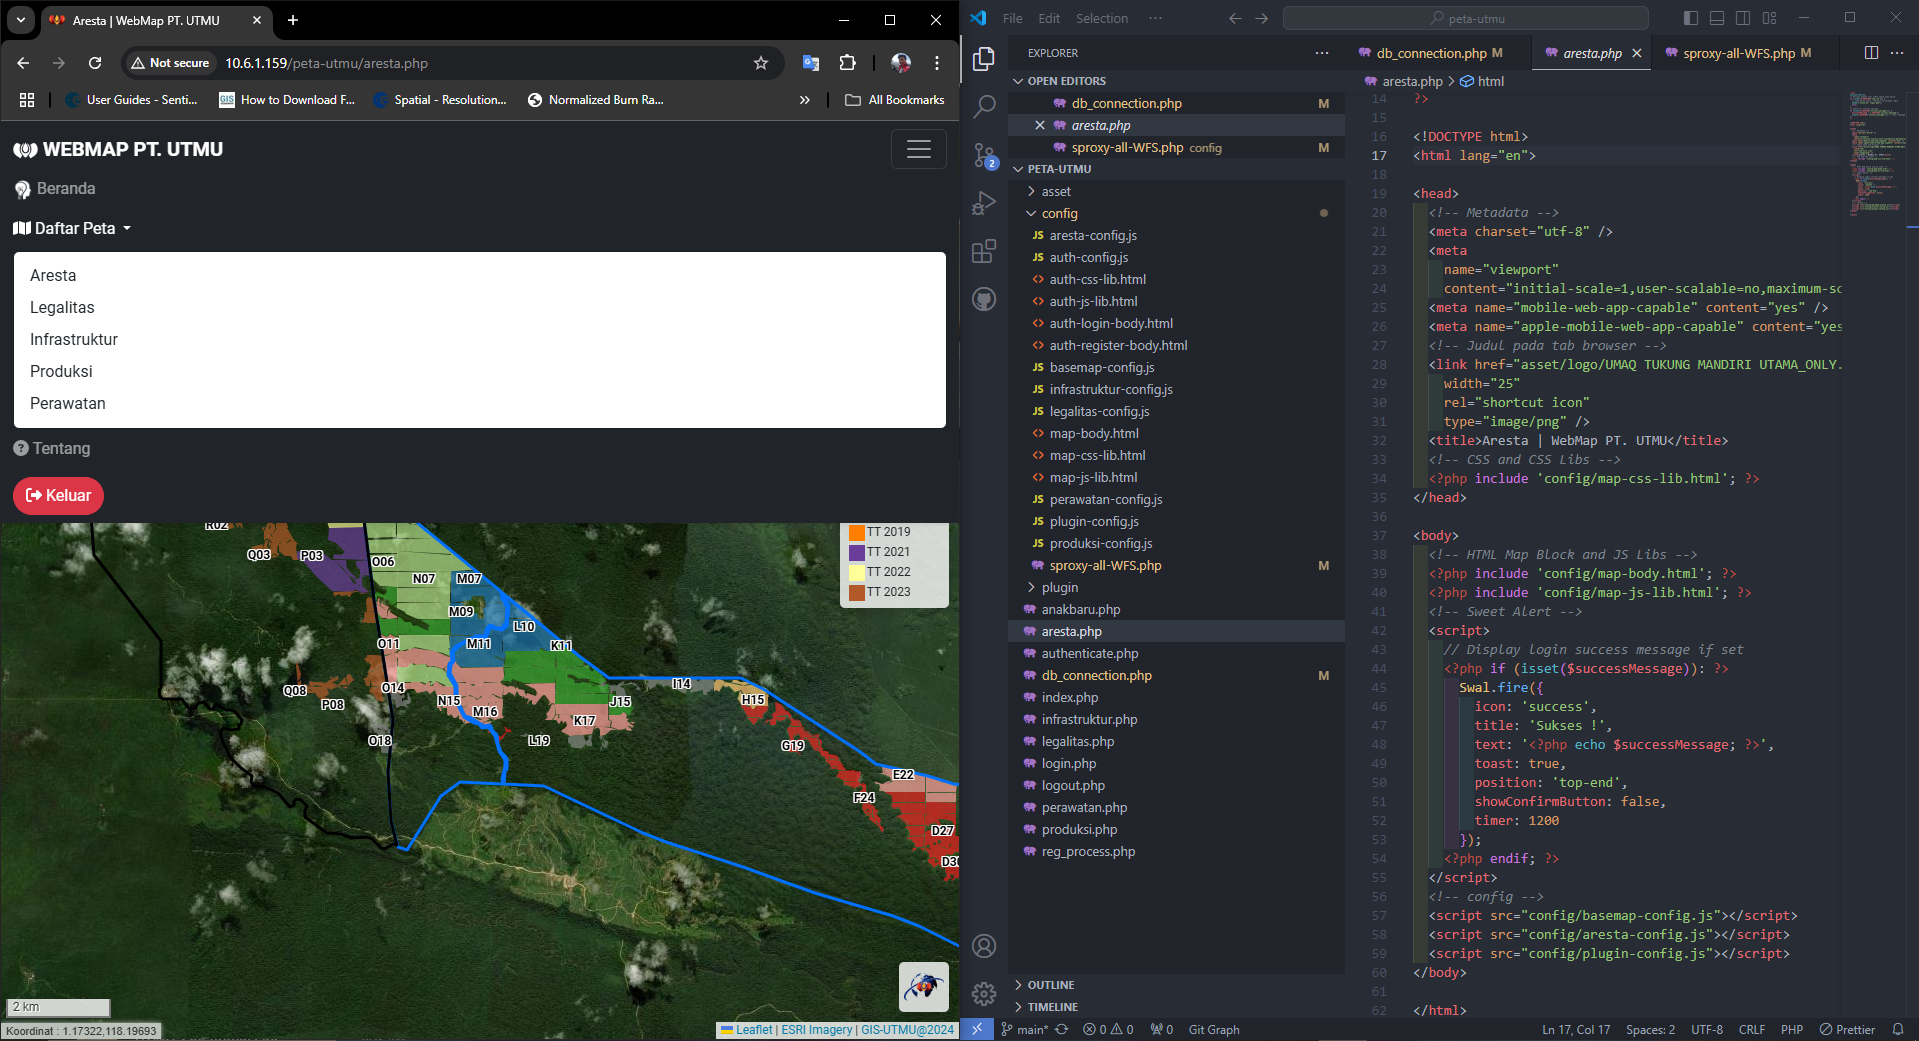 Aresta | WebMap PT. UTMU
Not secure
10.6.1.159/peta-utmu/aresta.php
User Guides - Senti...
How to Download F...
Spatial - Resolution...
Normalized Burn Ra...
»
All Bookmarks
WEBMAP PT. UTMU
Beranda
Daftar Peta
Aresta
Legalitas
Infrastruktur
Produksi
Perawatan
Tentang
Keluar
TT 2019
TT 2021
TT 2022
TT 2023
R02
Q03
P03
O06
N07
M07
M09
L10
O11
M11
K11
Q08
P08
O14
N15
M16
I14
H15
J15
K17
O18
L19
G19
E22
F24
D27
D30
2 km
Koordinat : 1.17322,118.19693
Leaflet | ESRI Imagery | GIS-UTMU@2024
File Edit Selection ···
peta-utmu
EXPLORER
OPEN EDITORS
db_connection.php M
aresta.php
sproxy-all-WFS.php config M
2
PETA-UTMU
asset
config
JS aresta-config.js
JS auth-config.js
<> auth-css-lib.html
<> auth-js-lib.html
<> auth-login-body.html
<> auth-register-body.html
JS basemap-config.js
JS infrastruktur-config.js
JS legalitas-config.js
<> map-body.html
<> map-css-lib.html
<> map-js-lib.html
JS perawatan-config.js
JS plugin-config.js
JS produksi-config.js
sproxy-all-WFS.php M
plugin
anakbaru.php
aresta.php
authenticate.php
db_connection.php M
index.php
infrastruktur.php
legalitas.php
login.php
logout.php
perawatan.php
produksi.php
reg_process.php
OUTLINE
TIMELINE
db_connection.php M
aresta.php
sproxy-all-WFS.php M
aresta.php > html
14 ?>
15
16 <!DOCTYPE html>
17 <html lang="en">
18
19 <head>
20 <!-- Metadata -->
21 <meta charset="utf-8" />
22 <meta
23 name="viewport"
24 content="initial-scale=1,user-scalable=no,maximum-sc
25 <meta name="mobile-web-app-capable" content="yes" />
26 <meta name="apple-mobile-web-app-capable" content="yes
27 <!-- Judul pada tab browser -->
28 <link href="asset/logo/UMAQ TUKUNG MANDIRI UTAMA_ONLY.
29 width="25"
30 rel="shortcut icon"
31 type="image/png" />
32 <title>Aresta | WebMap PT. UTMU</title>
33 <!-- CSS and CSS Libs -->
34 <?php include 'config/map-css-lib.html'; ?>
35 </head>
36
37 <body>
38 <!-- HTML Map Block and JS Libs -->
39 <?php include 'config/map-body.html'; ?>
40 <?php include 'config/map-js-lib.html'; ?>
41 <!-- Sweet Alert -->
42 <script>
43 // Display login success message if set
44 <?php if (isset($successMessage)): ?>
45 Swal.fire({
46 icon: 'success',
47 title: 'Sukses !',
48 text: '<?php echo $successMessage; ?>',
49 toast: true,
50 position: 'top-end',
51 showConfirmButton: false,
52 timer: 1200
53 });
54 <?php endif; ?>
55 </script>
56 <!-- config -->
57 <script src="config/basemap-config.js"></script>
58 <script src="config/aresta-config.js"></script>
59 <script src="config/plugin-config.js"></script>
60 </body>
61
62 </html>
main* 0 0 0 Git Graph
Ln 17, Col 17 Spaces: 2 UTF-8 CRLF PHP Prettier